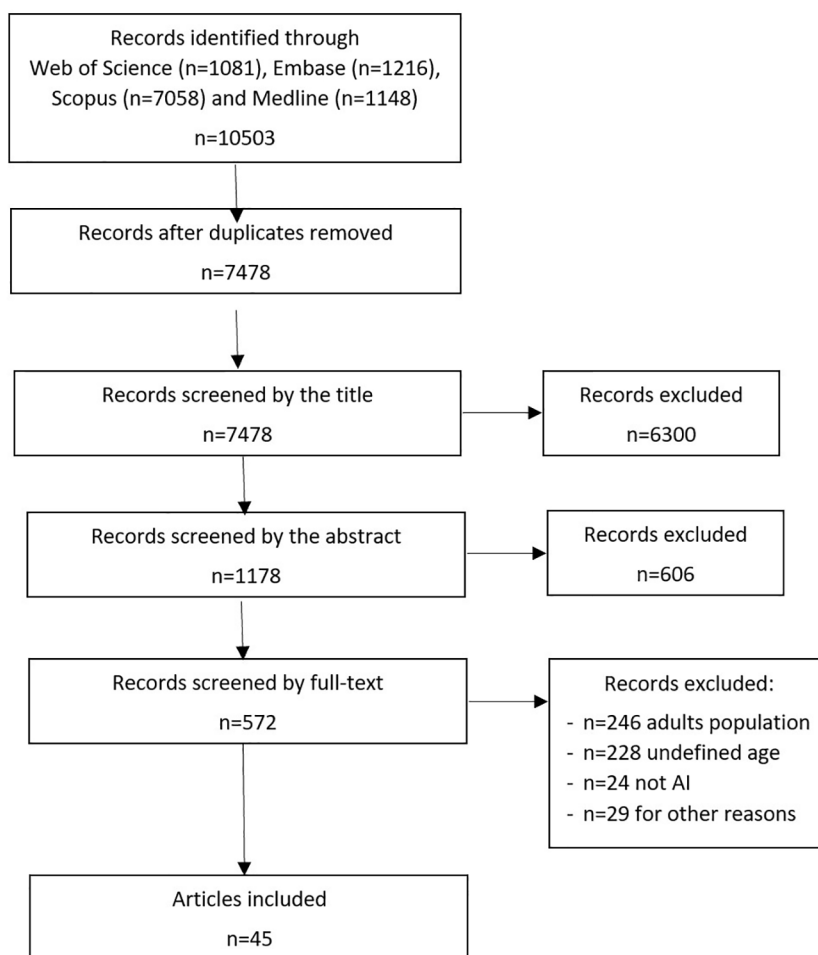 Records identified through
Web of Science (n=1081), Embase (n=1216),
Scopus (n=7058) and Medline (n=1148)
n=10503
Records after duplicates removed
n=7478
Records screened by the title
n=7478
Records excluded
n=6300
Records screened by the abstract
n=1178
Records excluded
n=606
Records screened by full-text
n=572
Records excluded:
- n=246 adults population
- n=228 undefined age
- n=24 not AI
- n=29 for other reasons
Articles included
n=45